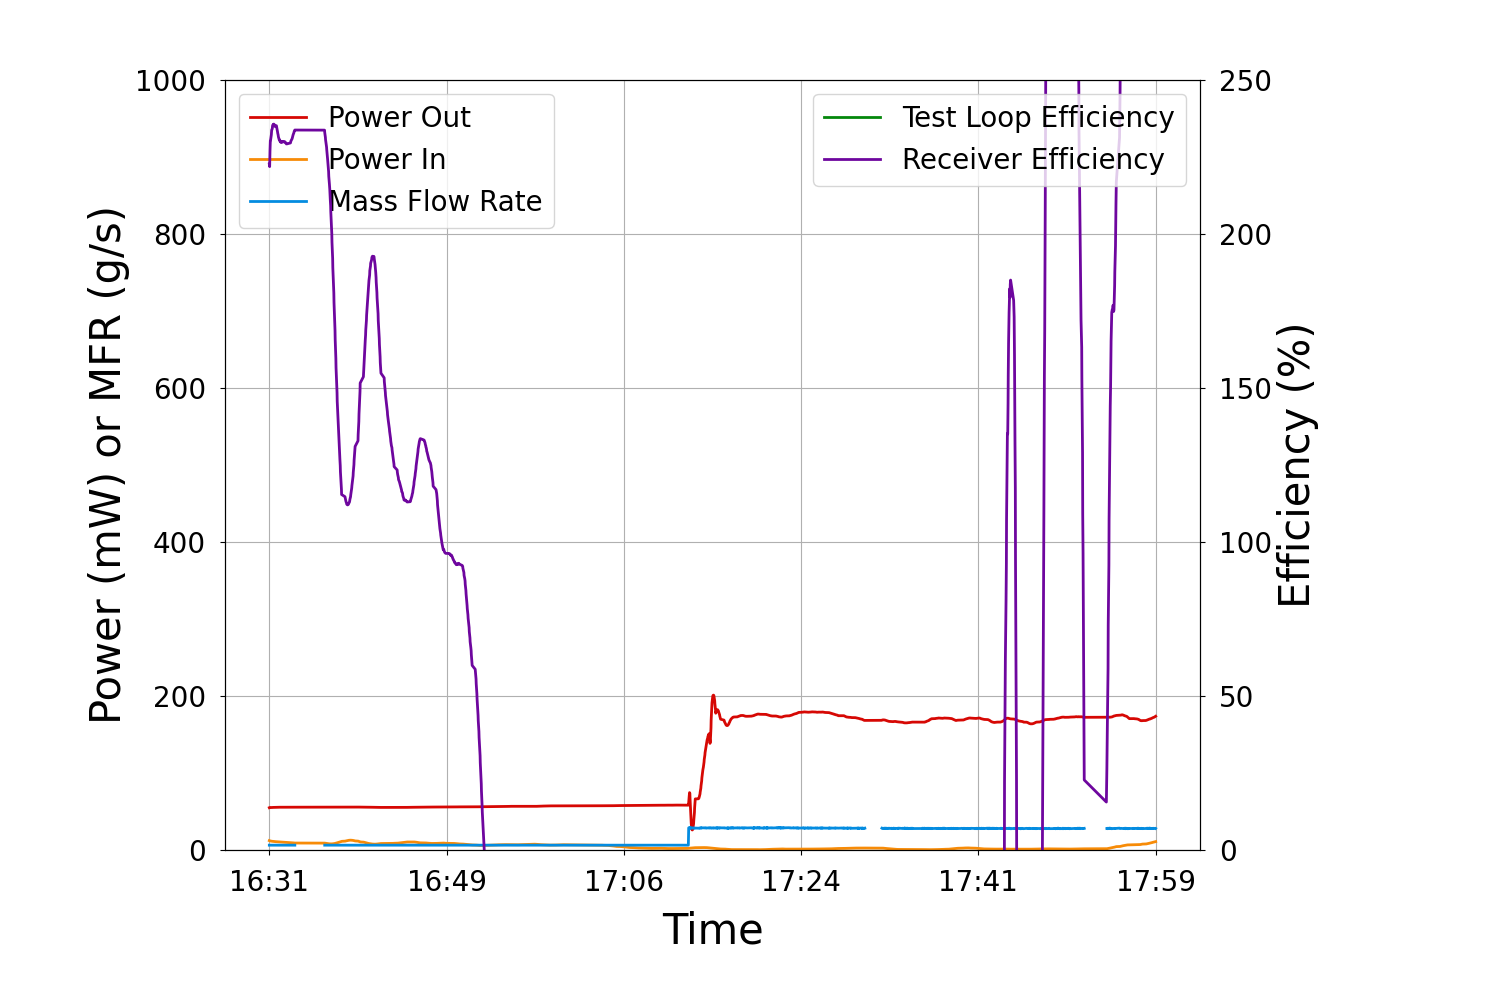 Power (mW) or MFR (g/s)
1000
800
600
400
200
0
Power Out
Power In
Mass Flow Rate
Test Loop Efficiency
Receiver Efficiency
250
200
150
100
50
0
Efficiency (%)
16:31 16:49 17:06 17:24 17:41 17:59
Time